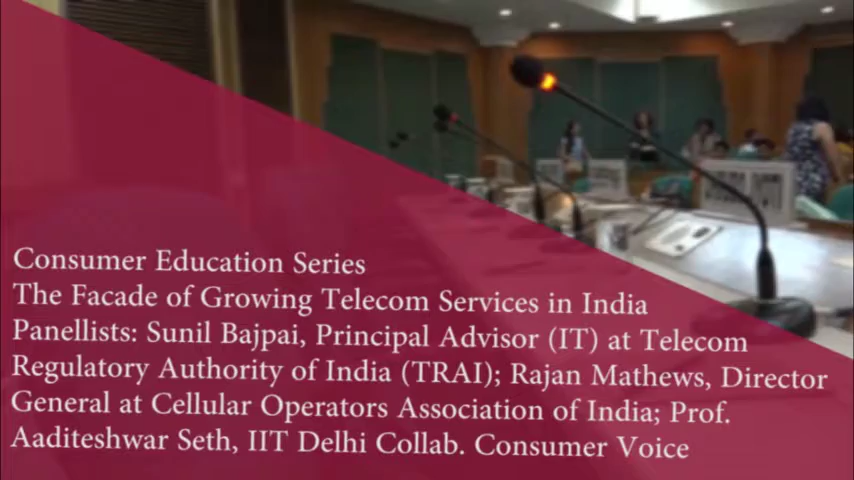 Consumer Education Series
The Facade of Growing Telecom Services in India
Panellists: Sunil Bajpai, Principal Advisor (IT) at Telecom
Regulatory Authority of India (TRAI); Rajan Mathews, Director
General at Cellular Operators Association of India; Prof.
Aaditeshwar Seth, IIT Delhi Collab. Consumer Voice